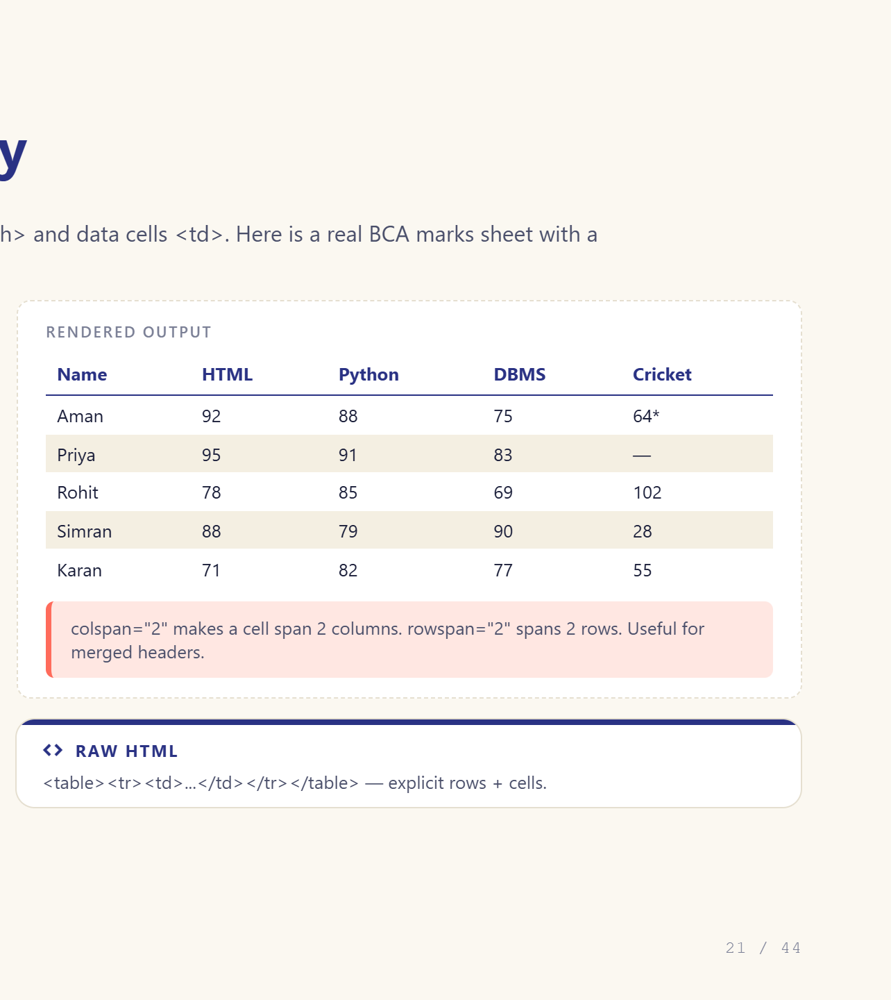 y
h> and data cells <td>. Here is a real BCA marks sheet with a
RENDERED OUTPUT
Name HTML Python DBMS Cricket
Aman 92 88 75 64*
Priya 95 91 83 —
Rohit 78 85 69 102
Simran 88 79 90 28
Karan 71 82 77 55
colspan="2" makes a cell span 2 columns. rowspan="2" spans 2 rows. Useful for
merged headers.
<> RAW HTML
<table><tr><td>...</td></tr></table> — explicit rows + cells.
21 / 44